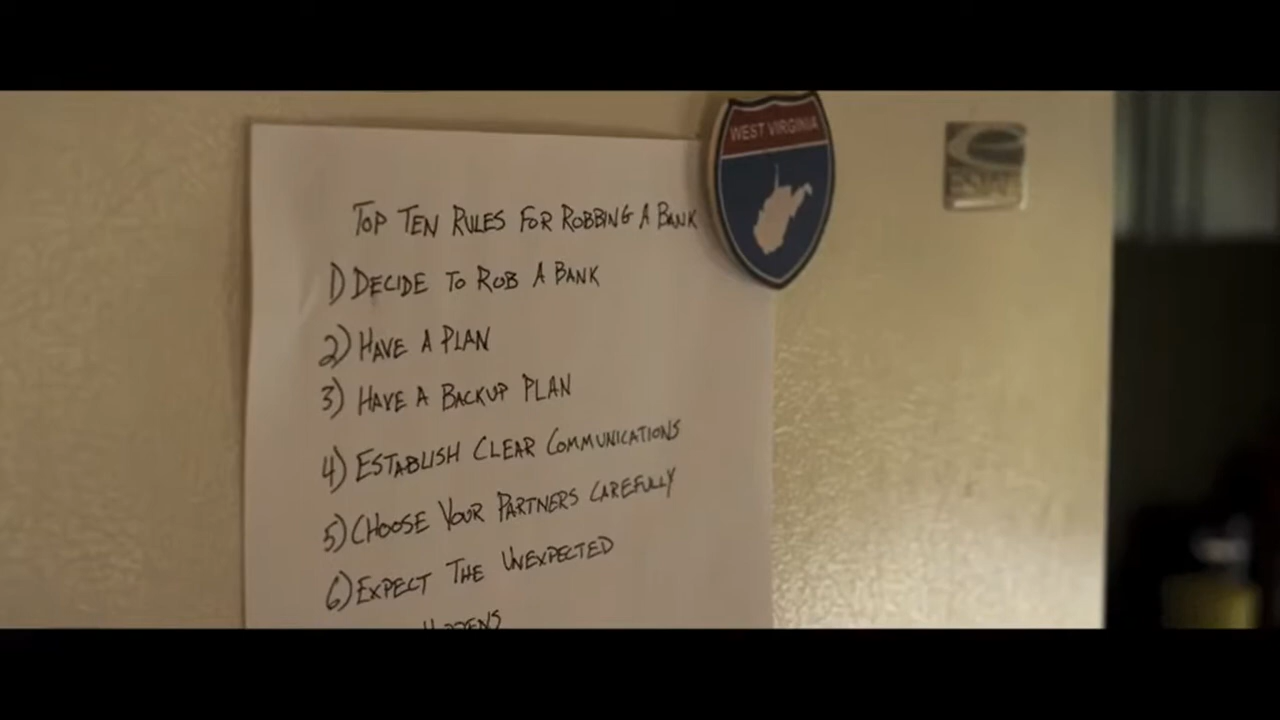 TOP TEN RULES FOR ROBBING A BANK
1) DECIDE TO ROB A BANK
2) HAVE A PLAN
3) HAVE A BACKUP PLAN
4) ESTABLISH CLEAR COMMUNICATIONS
5) CHOOSE YOUR PARTNERS CAREFULLY
6) EXPECT THE UNEXPECTED
WEST VIRGINIA
ESTATE